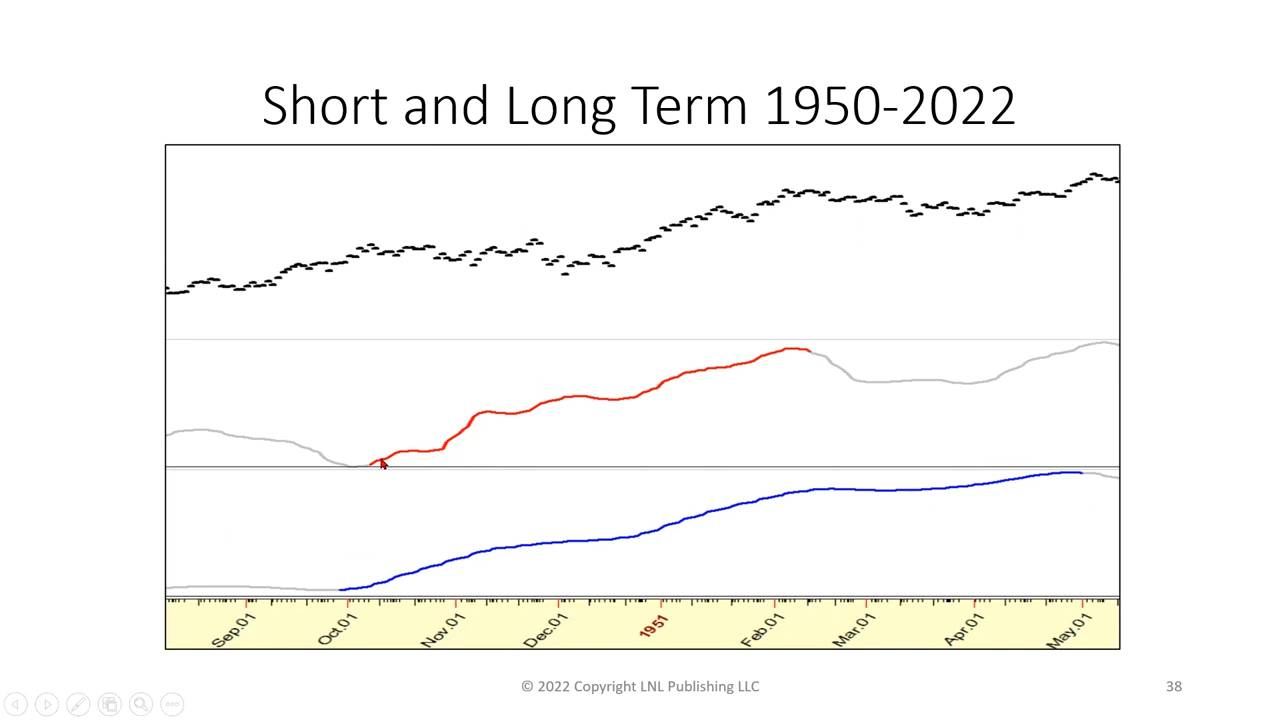 Short and Long Term 1950-2022
Sep.01 Oct.01 Nov.01 Dec.01 1951 Feb.01 Mar.01 Apr.01 May.01
© 2022 Copyright LNL Publishing LLC 38